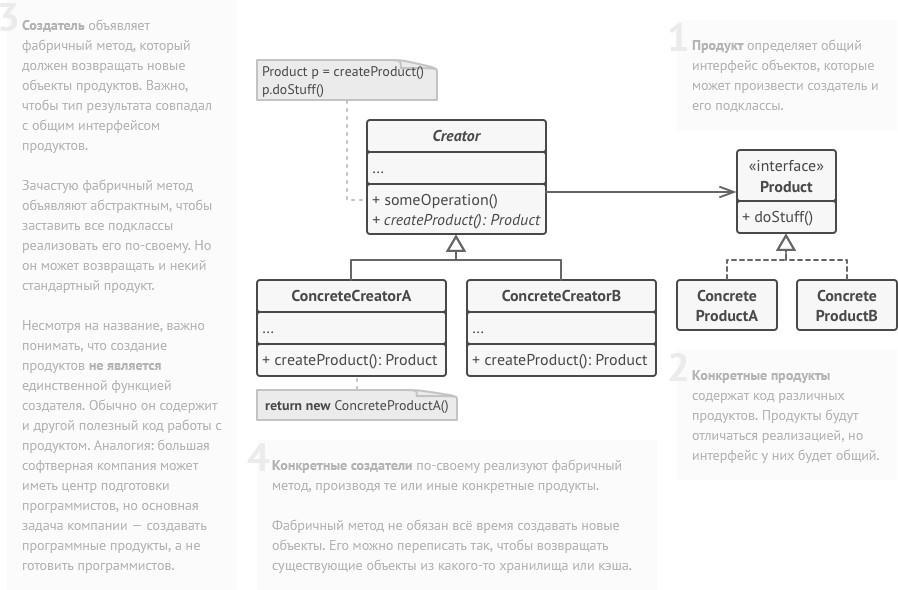 3
Создатель объявляет
фабричный метод, который
должен возвращать новые
объекты продуктов. Важно,
чтобы тип результата совпадал
с общим интерфейсом
продуктов.
Зачастую фабричный метод
объявляют абстрактным, чтобы
заставить все подклассы
реализовать его по-своему. Но
он может возвращать и некий
стандартный продукт.
Несмотря на название, важно
понимать, что создание
продуктов не является
единственной функцией
создателя. Обычно он содержит
и другой полезный код работы с
продуктом. Аналогия: большая
софтверная компания может
иметь центр подготовки
программистов, но основная
задача компании — создавать
программные продукты, а не
готовить программистов.
Product p = createProduct()
p.doStuff()
Creator
...
+ someOperation()
+ createProduct(): Product
ConcreteCreatorA
...
+ createProduct(): Product
ConcreteCreatorB
...
+ createProduct(): Product
return new ConcreteProductA()
1
Продукт определяет общий
интерфейс объектов, которые
может произвести создатель и
его подклассы.
«interface»
Product
+ doStuff()
Concrete
ProductA
Concrete
ProductB
2
Конкретные продукты
содержат код различных
продуктов. Продукты будут
отличаться реализацией, но
интерфейс у них будет общий.
4
Конкретные создатели по-своему реализуют фабричный
метод, производя те или иные конкретные продукты.
Фабричный метод не обязан всё время создавать новые
объекты. Его можно переписать так, чтобы возвращать
существующие объекты из какого-то хранилища или кэша.